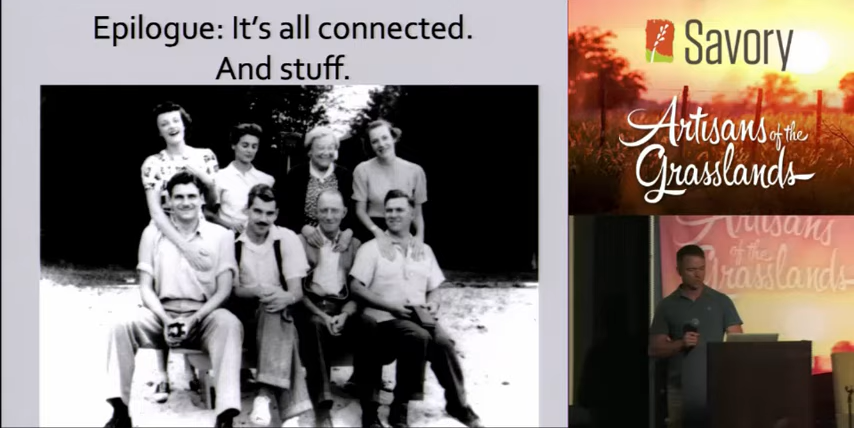 Epilogue: It’s all connected.
And stuff.
Savory
Artisans of the
Grasslands
Artisans
of the
Grasslands